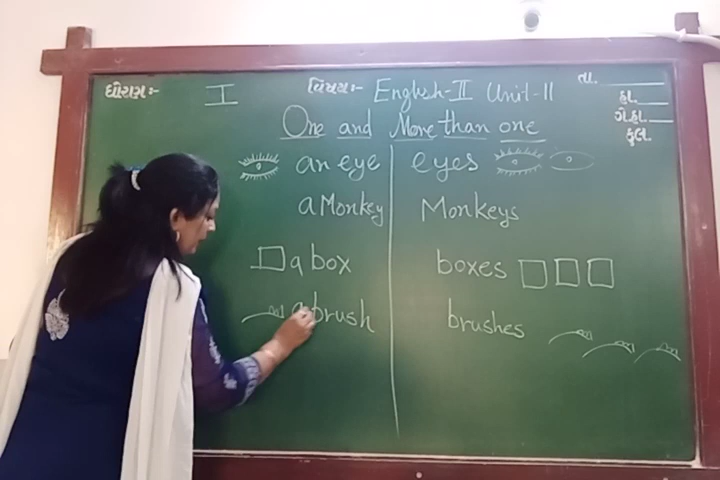 ધોરણ:- I વિષય:- English-II Unit-11 તા.
હા.
ગે.હા.
કુલ.
One and More than one
an eye eyes
a Monkey Monkeys
a box boxes
a brush brushes